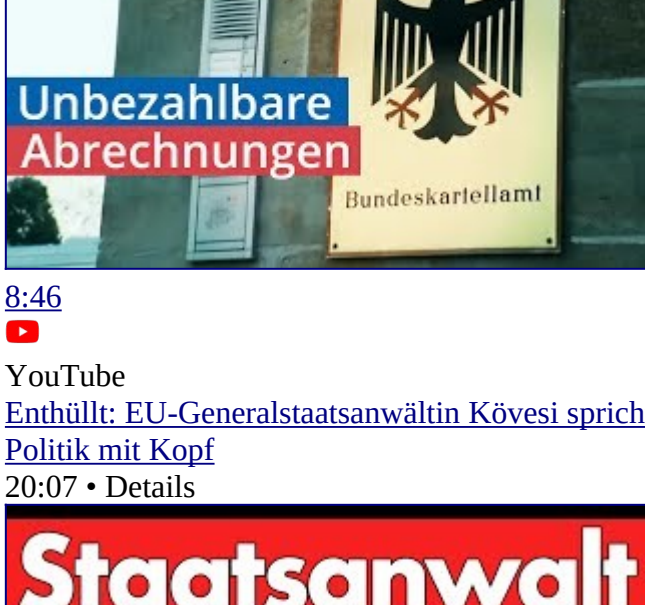 Unbezahlbare
Abrechnungen
Bundeskartellamt
8:46
YouTube
Enthüllt: EU-Generalstaatsanwältin Kövesi sprich
Politik mit Kopf
20:07 • Details
Staatsanwalt